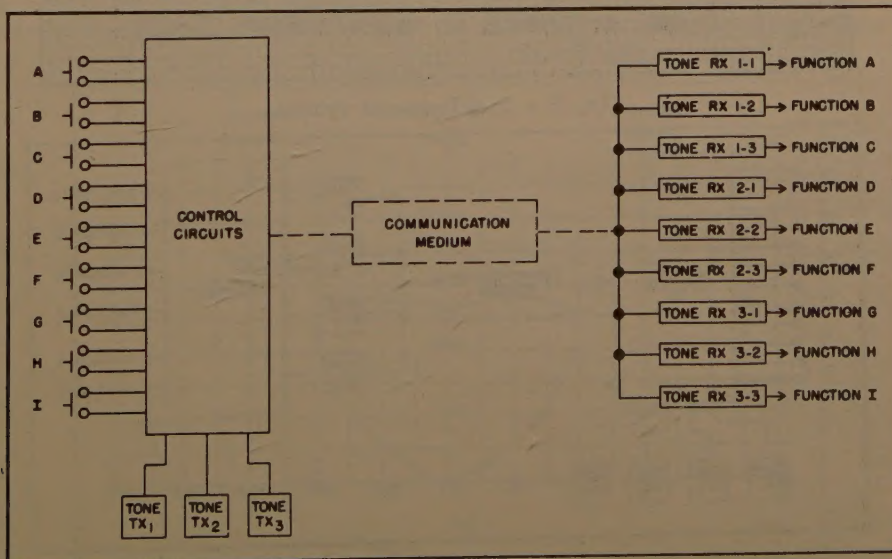 A
B
C
D
E
F
G
H
I
CONTROL
CIRCUITS
TONE
TX1
TONE
TX2
TONE
TX3
COMMUNICATION
MEDIUM
TONE RX 1-1 → FUNCTION A
TONE RX 1-2 → FUNCTION B
TONE RX 1-3 → FUNCTION C
TONE RX 2-1 → FUNCTION D
TONE RX 2-2 → FUNCTION E
TONE RX 2-3 → FUNCTION F
TONE RX 3-1 → FUNCTION G
TONE RX 3-2 → FUNCTION H
TONE RX 3-3 → FUNCTION I